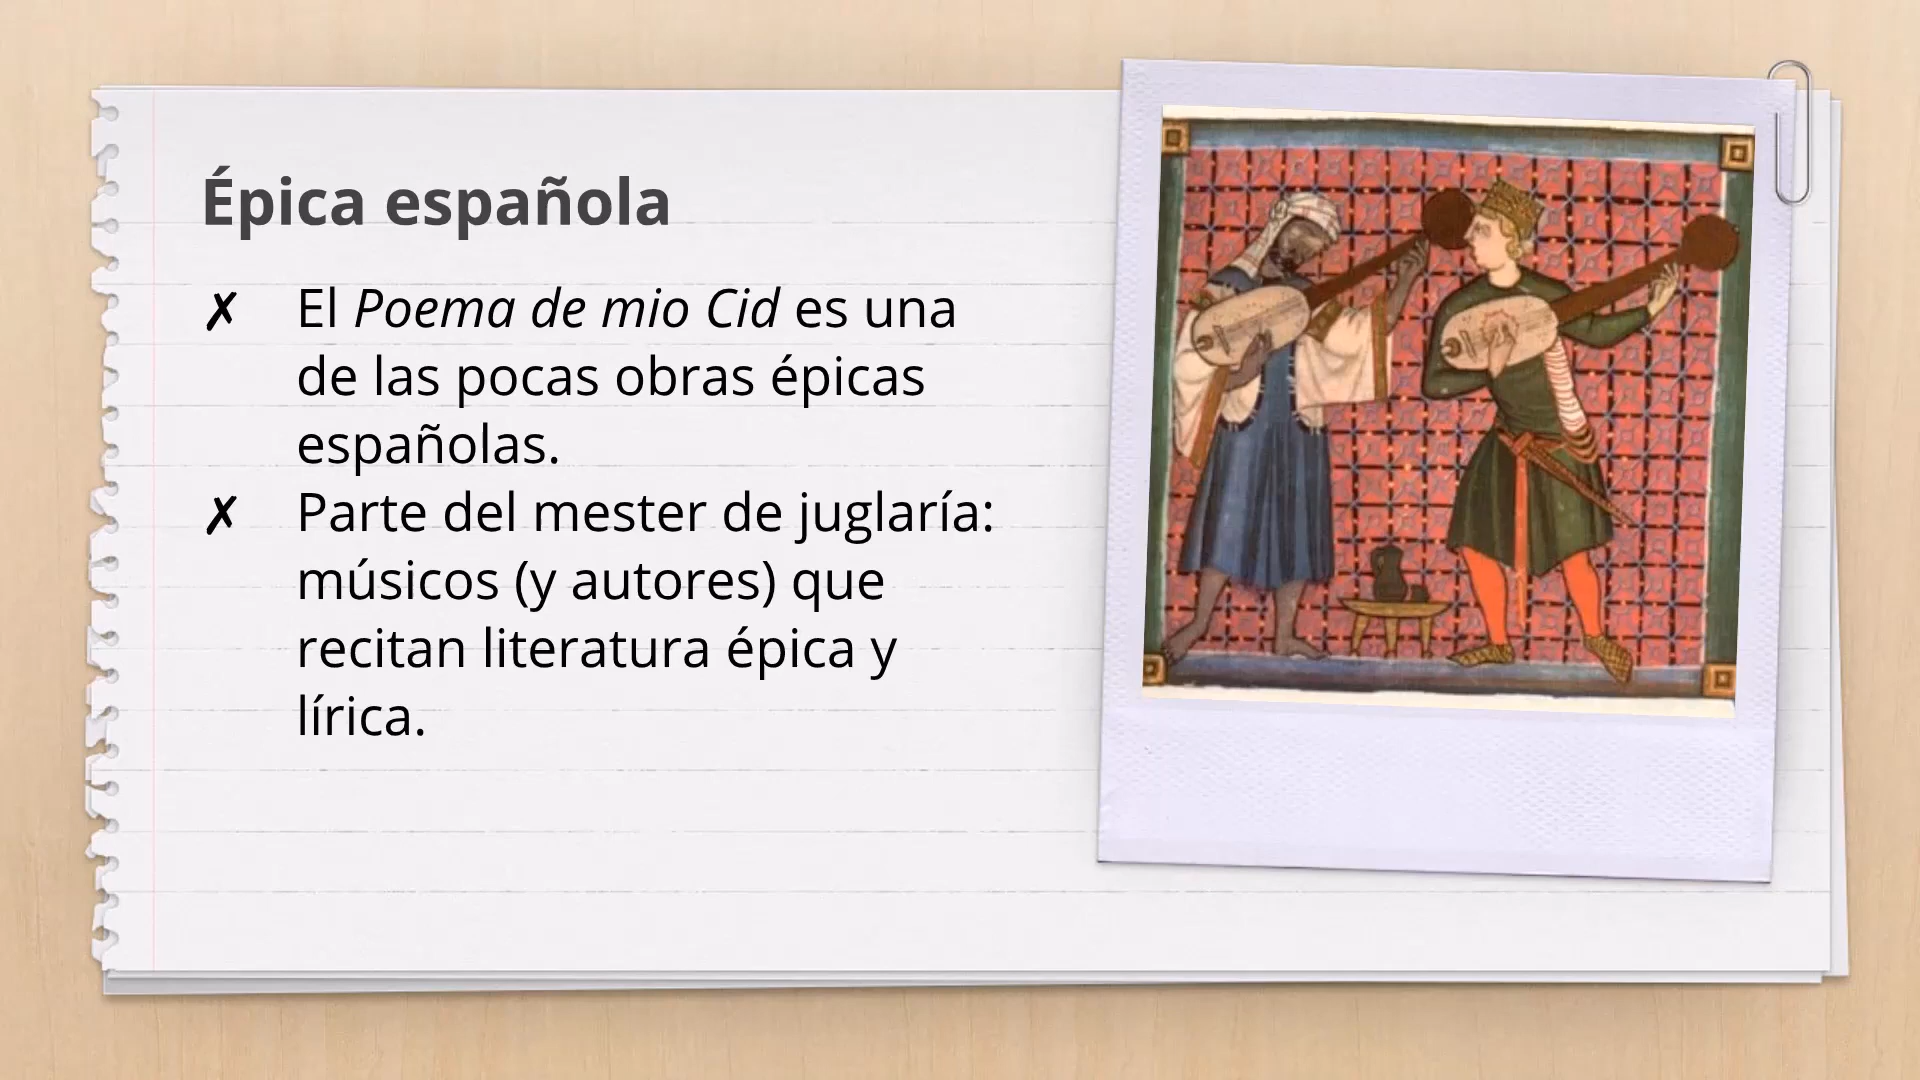 Épica española
✗ El Poema de mio Cid es una
de las pocas obras épicas
españolas.
✗ Parte del mester de juglaría:
músicos (y autores) que
recitan literatura épica y
lírica.